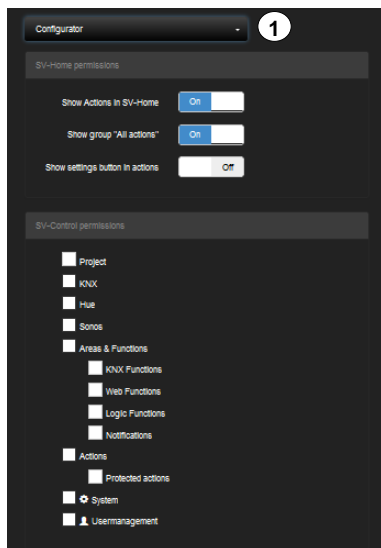 Configurator
1
SV-Home permissions
Show Actions in SV-Home On
Show group "All actions" On
Show settings button in actions Off
SV-Control permissions
Project
KNX
Hue
Sonos
Areas & Functions
KNX Functions
Web Functions
Logic Functions
Notifications
Actions
Protected actions
System
Usermanagement